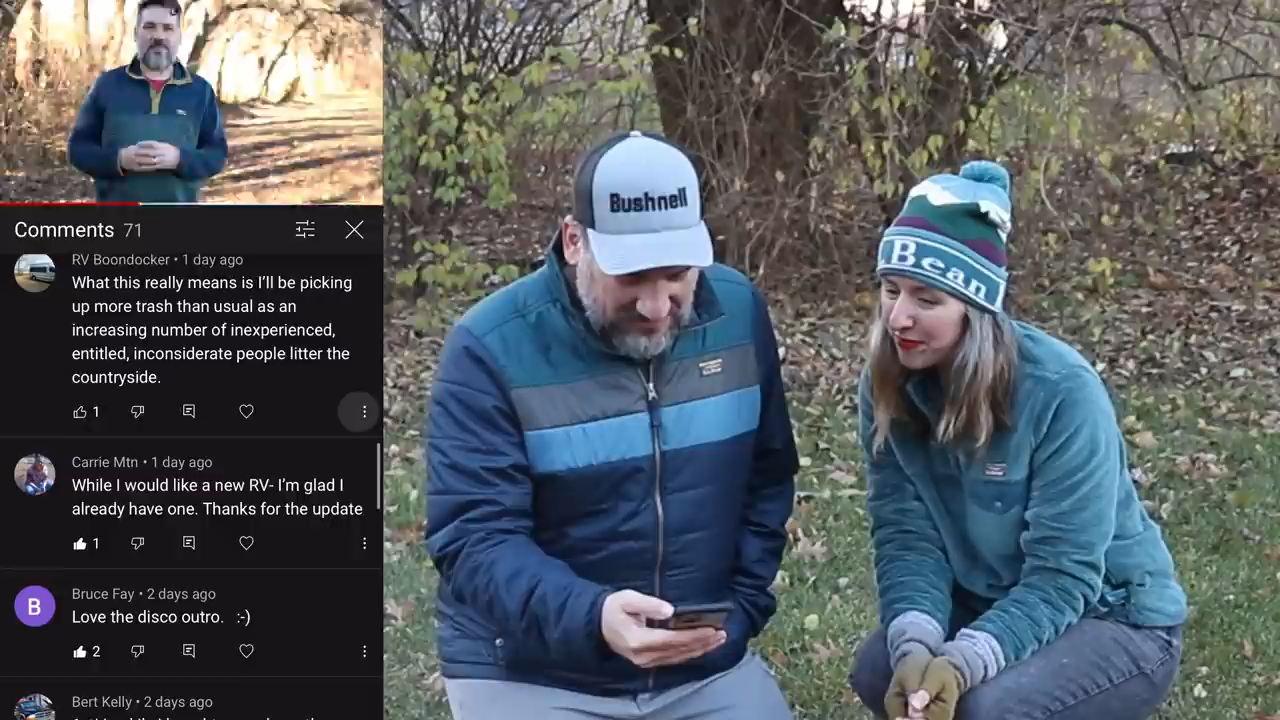 Comments 71
RV Boondocker • 1 day ago
What this really means is I'll be picking
up more trash than usual as an
increasing number of inexperienced,
entitled, inconsiderate people litter the
countryside.
1
Carrie Mtn • 1 day ago
While I would like a new RV- I'm glad I
already have one. Thanks for the update
1
B
Bruce Fay • 2 days ago
Love the disco outro. :-)
2
Bert Kelly • 2 days ago
Bushnell
Bean